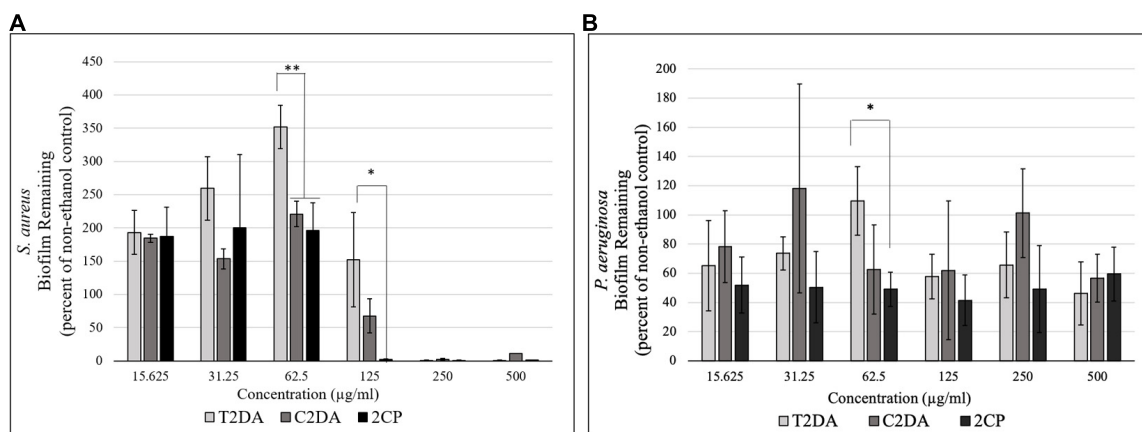 A
S. aureus
Biofilm Remaining
(percent of non-ethanol control)
450
400
350
300
250
200
150
100
50
0
**
*
15.625 31.25 62.5 125 250 500
Concentration (µg/ml)
T2DA C2DA 2CP
B
P. aeruginosa
Biofilm Remaining
(percent of non-ethanol control)
200
180
160
140
120
100
80
60
40
20
0
*
15.625 31.25 62.5 125 250 500
Concentration (µg/ml)
T2DA C2DA 2CP